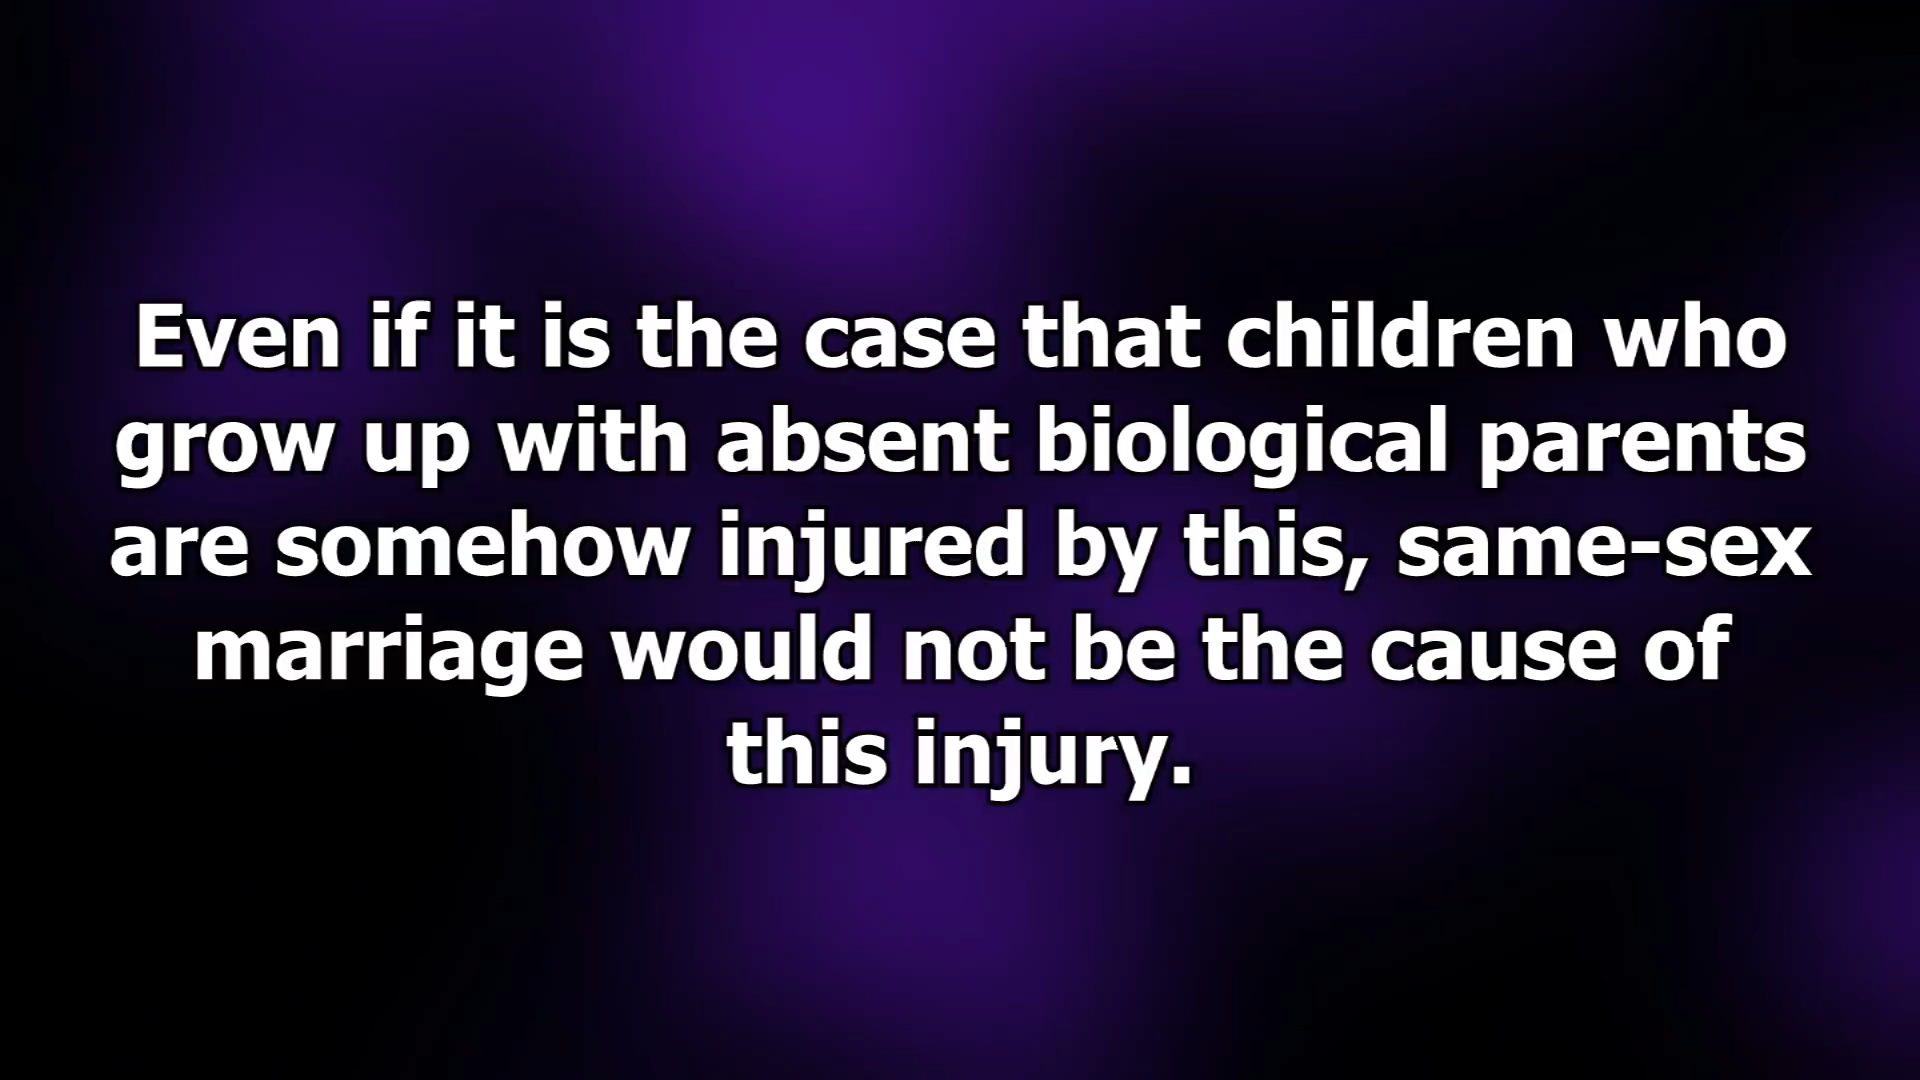 Even if it is the case that children who
grow up with absent biological parents
are somehow injured by this, same-sex
marriage would not be the cause of
this injury.